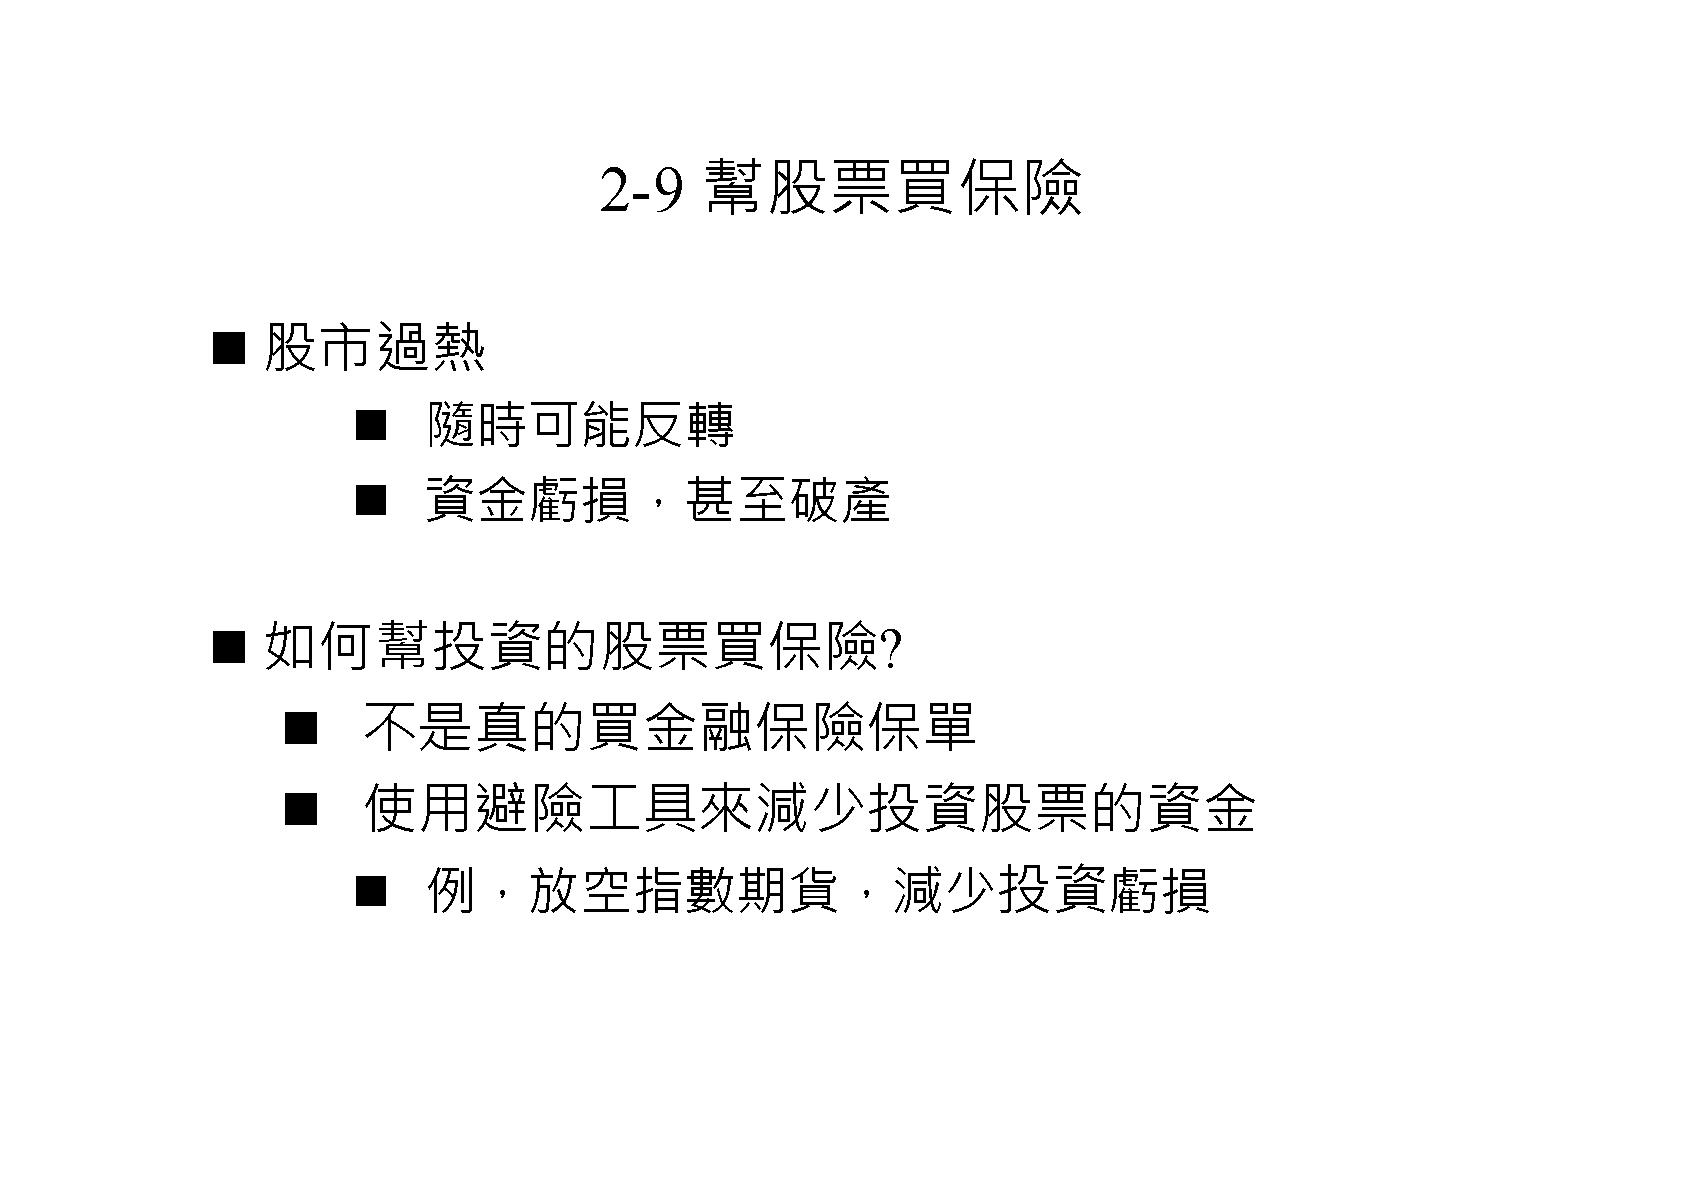 2-9 幫股票買保險
■ 股市過熱
■ 隨時可能反轉
■ 資金虧損，甚至破產
■ 如何幫投資的股票買保險?
■ 不是真的買金融保險保單
■ 使用避險工具來減少投資股票的資金
■ 例，放空指數期貨，減少投資虧損